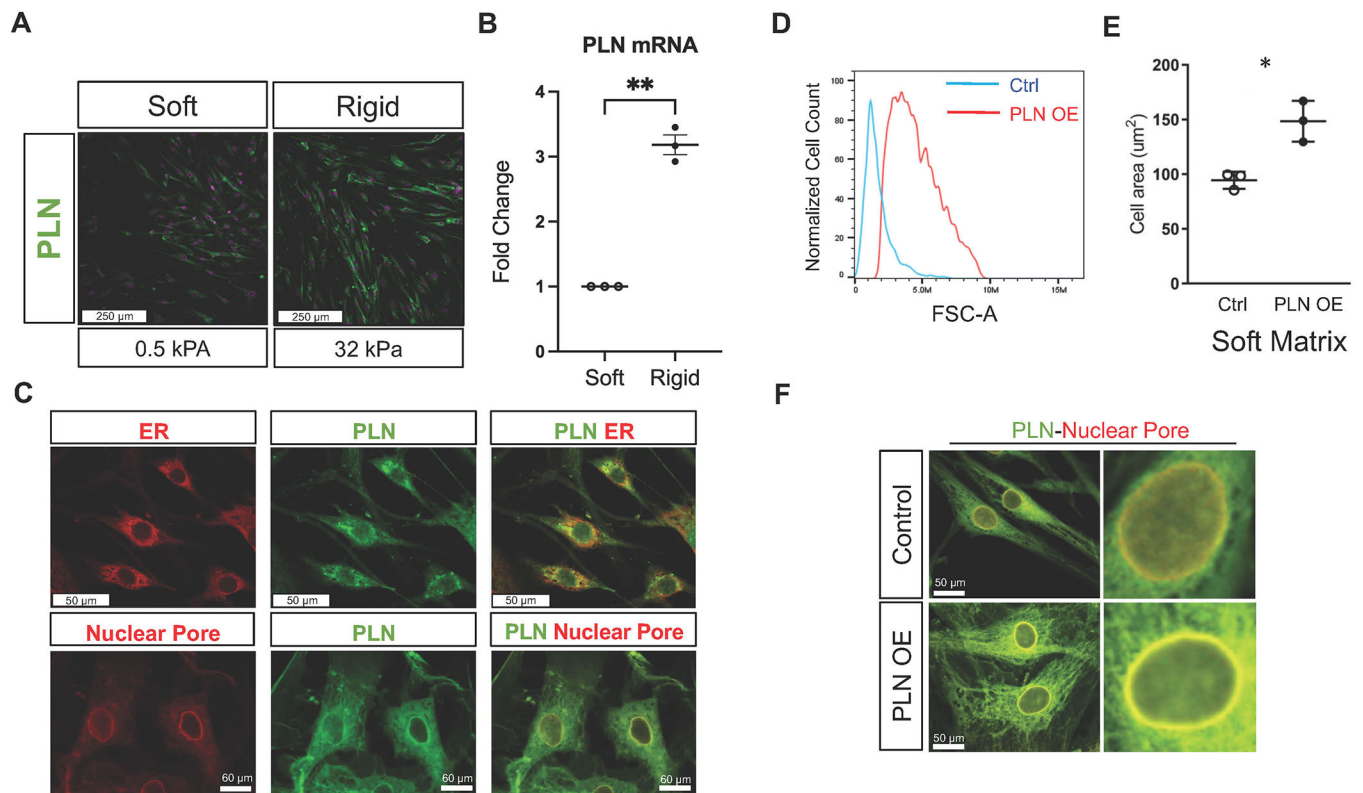 A
Soft
Rigid
PLN
250 µm
250 µm
0.5 kPA
32 kPa
B
PLN mRNA
**
Fold Change
4
3
2
1
0
Soft
Rigid
C
ER
PLN
PLN ER
50 µm
50 µm
50 µm
Nuclear Pore
PLN
PLN Nuclear Pore
60 µm
60 µm
60 µm
D
Ctrl
PLN OE
Normalized Cell Count
100
80
60
40
20
0
0
5.0M
10M
15M
FSC-A
E
*
Cell area (um2)
200
150
100
50
0
Ctrl
PLN OE
Soft Matrix
F
PLN-Nuclear Pore
Control
50 µm
PLN OE
50 µm